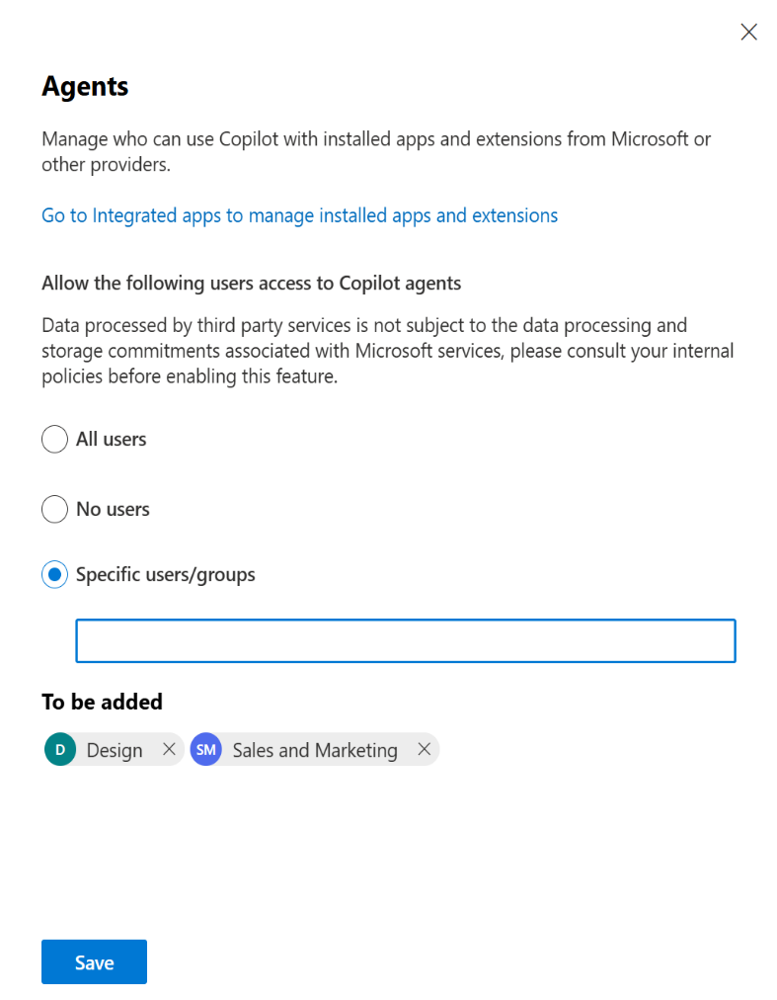 Agents
Manage who can use Copilot with installed apps and extensions from Microsoft or
other providers.
Go to Integrated apps to manage installed apps and extensions
Allow the following users access to Copilot agents
Data processed by third party services is not subject to the data processing and
storage commitments associated with Microsoft services, please consult your internal
policies before enabling this feature.
All users
No users
Specific users/groups
To be added
D Design SM Sales and Marketing
Save